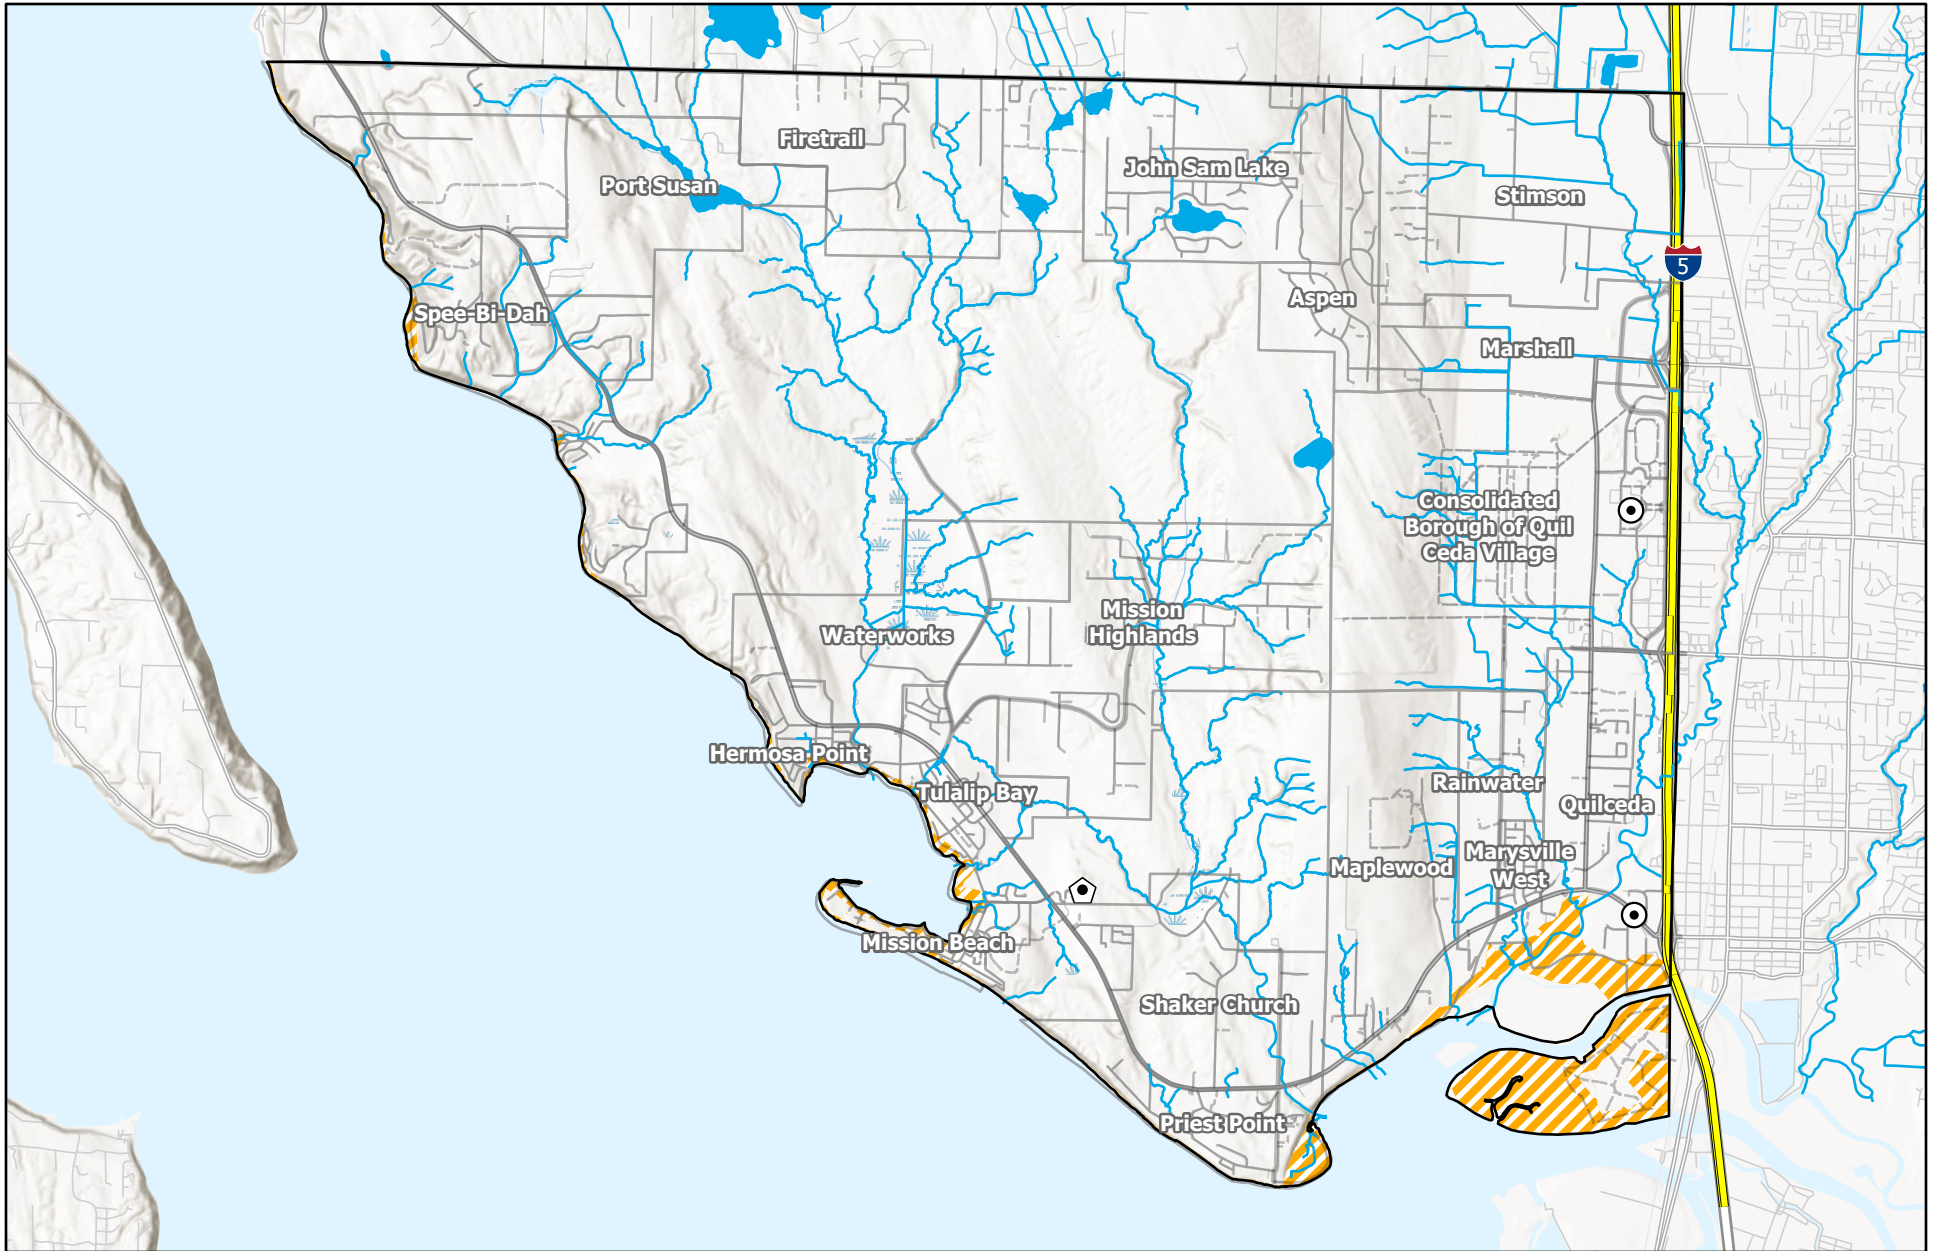 Firetrail
John Sam Lake
Port Susan
Stimson
5
Aspen
Spee-Bi-Dah
Marshall
Consolidated
Borough of Quil
Ceda Village
Mission
Highlands
Waterworks
Hermosa Point
Tulalip Bay
Rainwater
Quilceda
Marysville
West
Maplewood
Mission Beach
Shaker Church
Priest Point